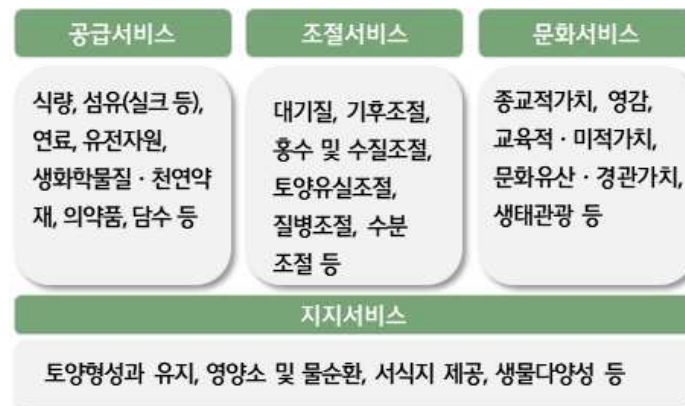 공급서비스
식량, 섬유(실크 등),
연료, 유전자원,
생화학물질 · 천연약
재, 의약품, 담수 등
조절서비스
대기질, 기후조절,
홍수 및 수질조절,
토양유실조절,
질병조절, 수분
조절 등
문화서비스
종교적가치, 영감,
교육적 · 미적가치,
문화유산 · 경관가치,
생태관광 등
지지서비스
토양형성과 유지, 영양소 및 물순환, 서식지 제공, 생물다양성 등